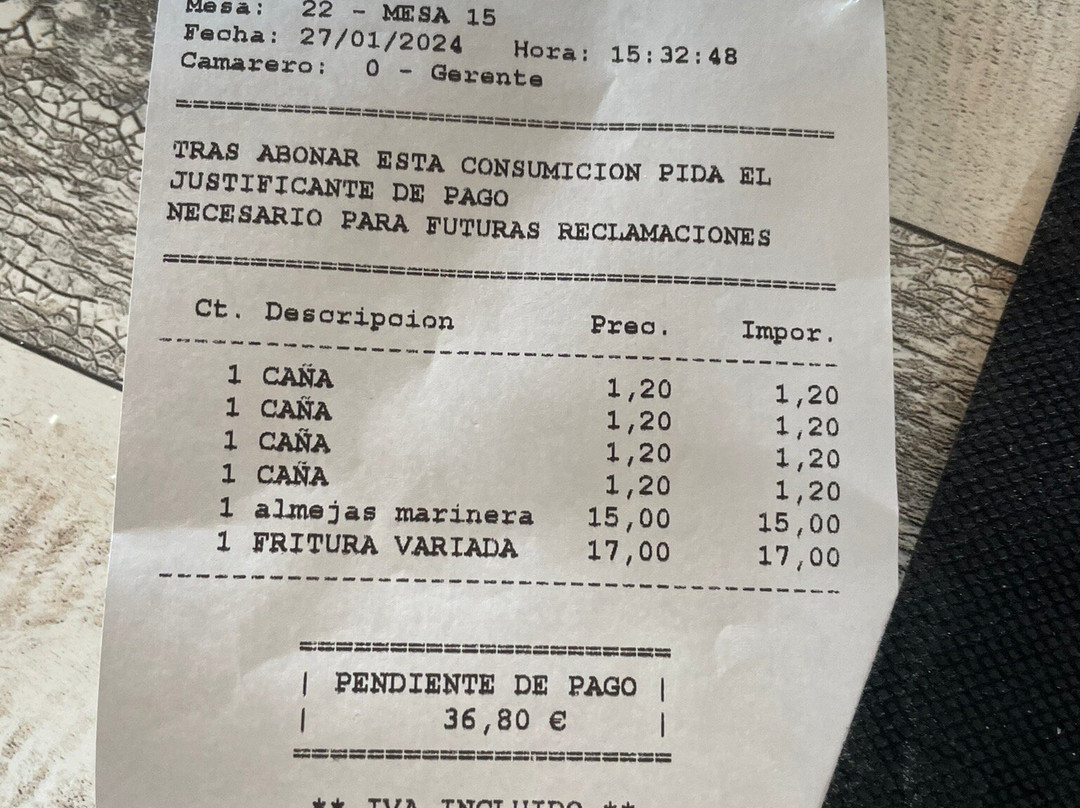 Mesa: 22 - MESA 15
Fecha: 27/01/2024 Hora: 15:32:48
Camarero: 0 - Gerente
TRAS ABONAR ESTA CONSUMICION PIDA EL
JUSTIFICANTE DE PAGO
NECESARIO PARA FUTURAS RECLAMACIONES
Ct. Descripcion Prec. Impor.
1 CAÑA 1,20 1,20
1 CAÑA 1,20 1,20
1 CAÑA 1,20 1,20
1 CAÑA 1,20 1,20
1 almejas marinera 15,00 15,00
1 FRITURA VARIADA 17,00 17,00
PENDIENTE DE PAGO
36,80 €
** IVA INCLUIDO **